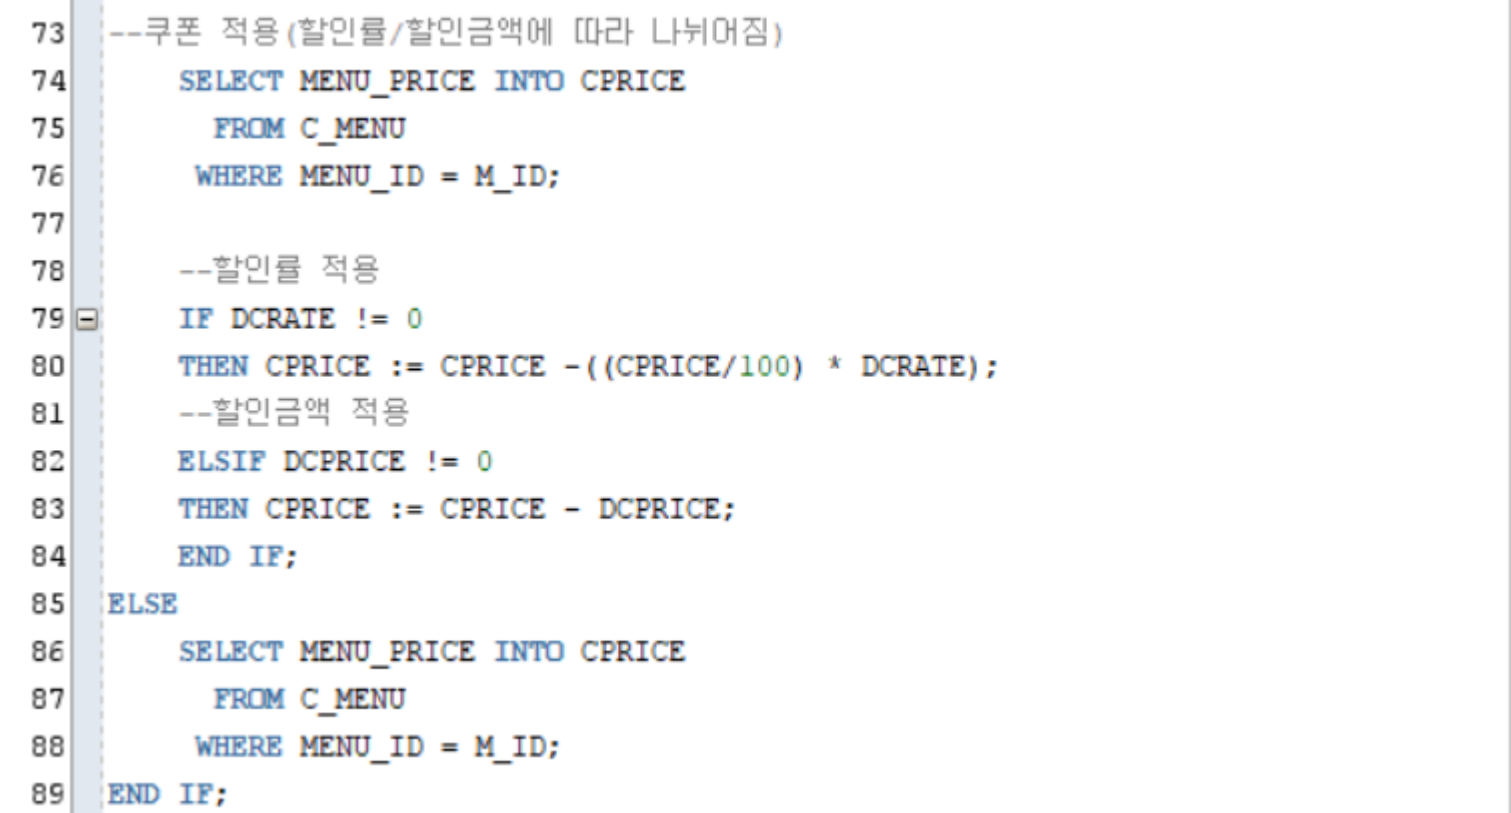 73 --쿠폰 적용(할인률/할인금액에 따라 나뉘어짐)
74 SELECT MENU_PRICE INTO CPRICE
75 FROM C_MENU
76 WHERE MENU_ID = M_ID;
77
78 --할인률 적용
79 IF DCRATE != 0
80 THEN CPRICE := CPRICE -((CPRICE/100) * DCRATE);
81 --할인금액 적용
82 ELSIF DCPRICE != 0
83 THEN CPRICE := CPRICE - DCPRICE;
84 END IF;
85 ELSE
86 SELECT MENU_PRICE INTO CPRICE
87 FROM C_MENU
88 WHERE MENU_ID = M_ID;
89 END IF;